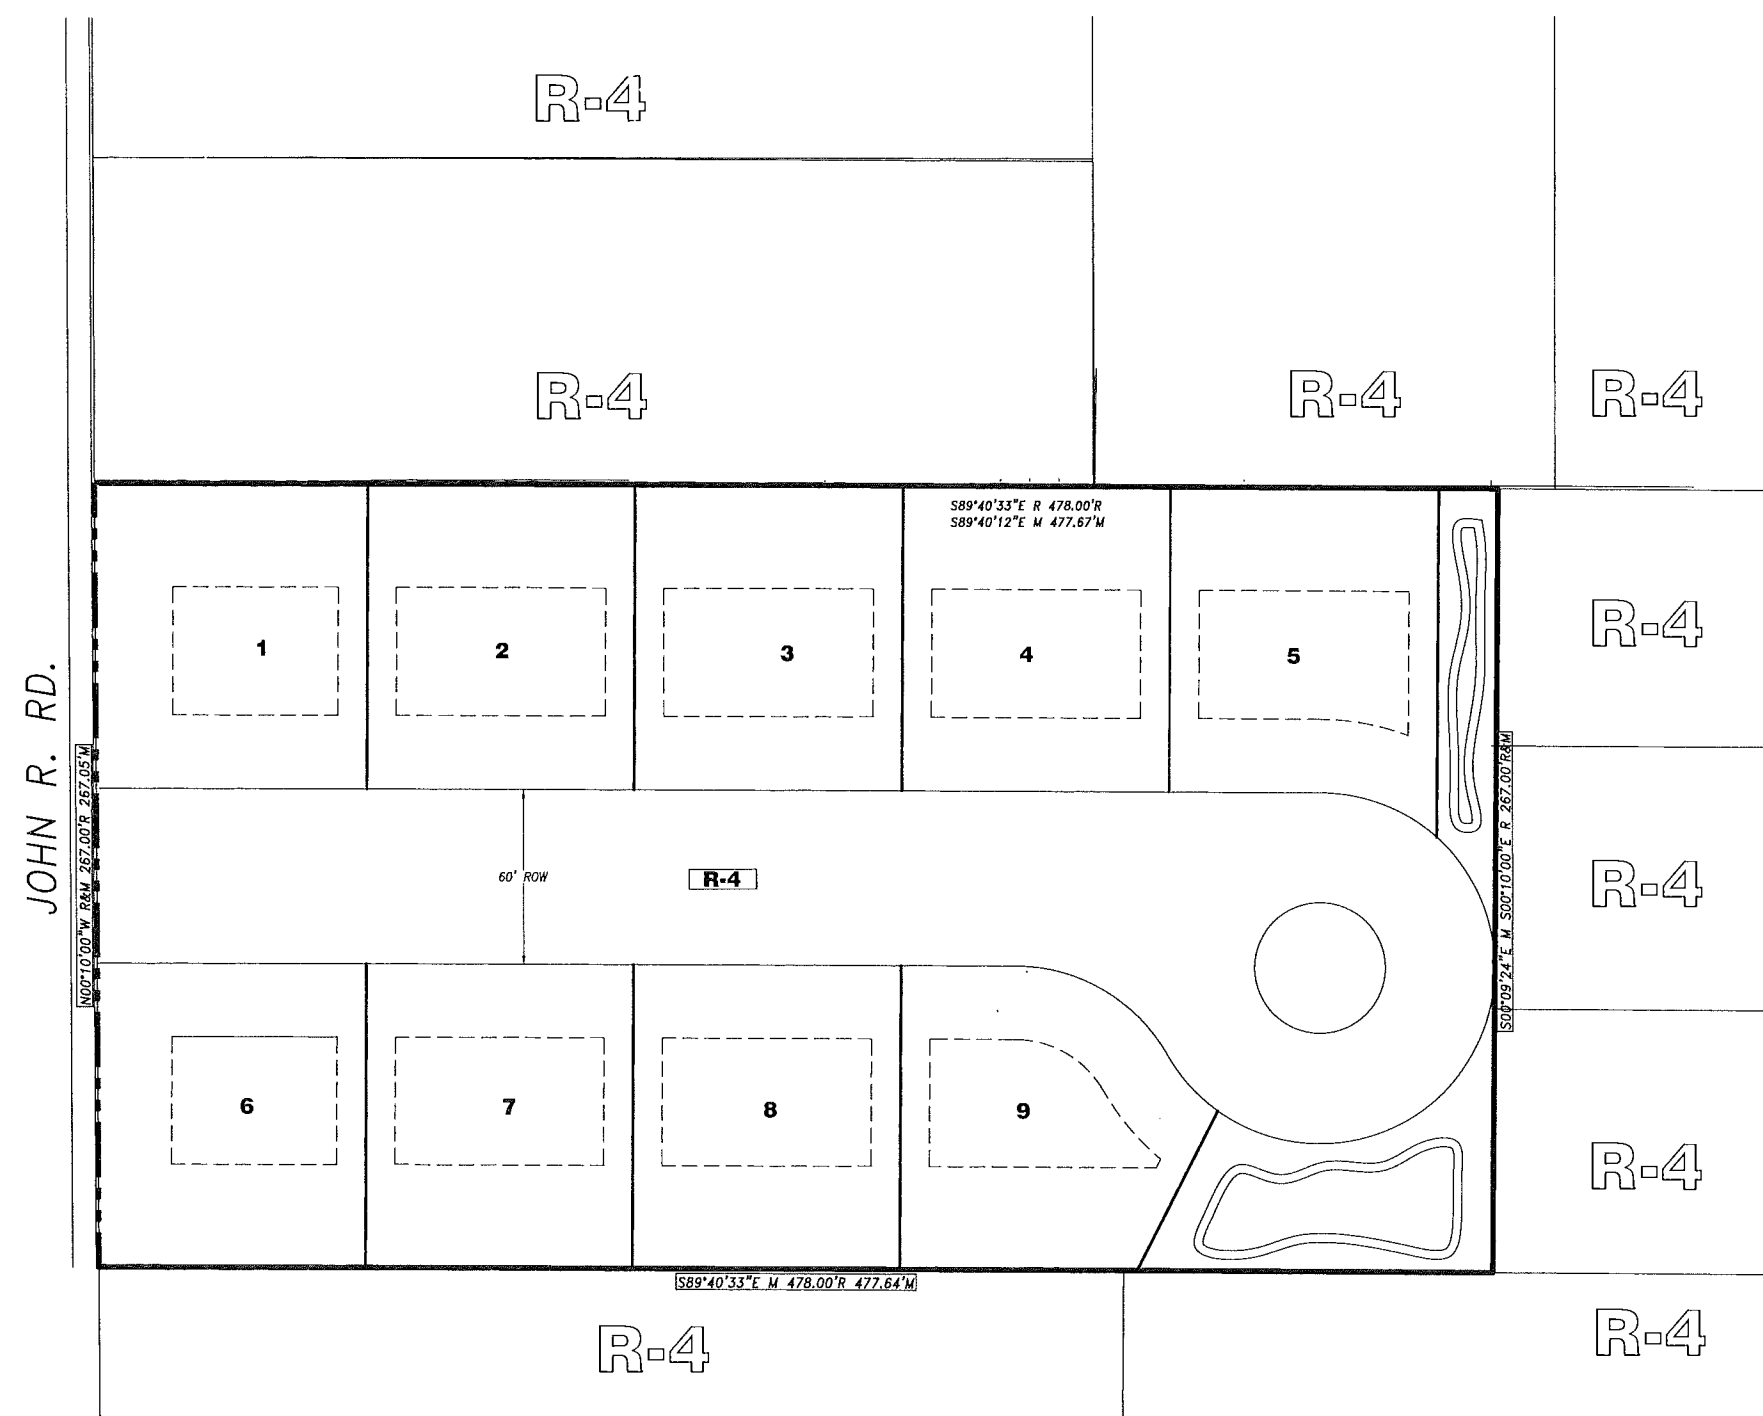 R-4
R-4
R-4
R-4
S89°40'33"E R 478.00'R
S89°40'12"E M 477.67'M
1
2
3
4
5
R-4
JOHN R. RD.
N00°10'00"W R&M 267.00'R 267.05'M
60' ROW
R-4
S00°09'24"E M S00°10'00"E R 267.00'R&M
R-4
6
7
8
9
R-4
S89°40'33"E M 478.00'R 477.64'M
R-4
R-4